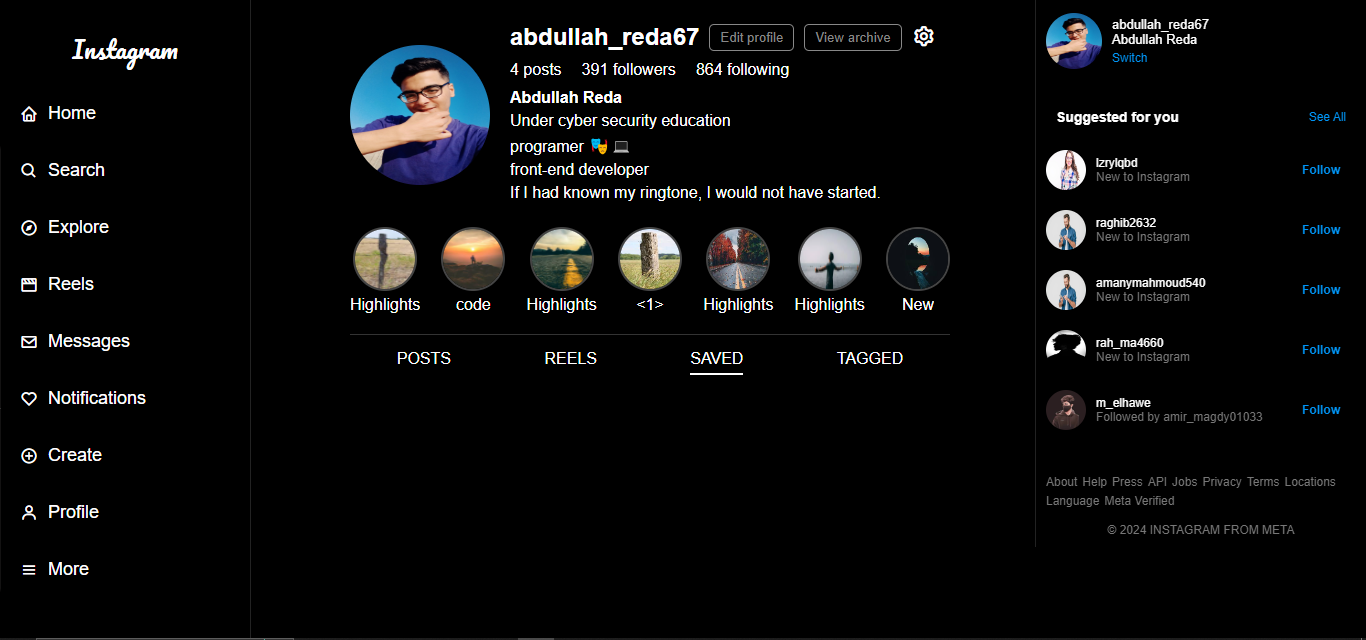 Instagram
Home
Search
Explore
Reels
Messages
Notifications
Create
Profile
More
abdullah_reda67 Edit profile View archive
4 posts 391 followers 864 following
Abdullah Reda
Under cyber security education
programer 🎭 💻
front-end developer
If I had known my ringtone, I would not have started.
Highlights code Highlights <1> Highlights Highlights New
POSTS REELS SAVED TAGGED
abdullah_reda67
Abdullah Reda
Switch
Suggested for you See All
lzrylqbd
New to Instagram
Follow
raghib2632
New to Instagram
Follow
amanymahmoud540
New to Instagram
Follow
rah_ma4660
New to Instagram
Follow
m_elhawe
Followed by amir_magdy01033
Follow
About Help Press API Jobs Privacy Terms Locations
Language Meta Verified
© 2024 INSTAGRAM FROM META